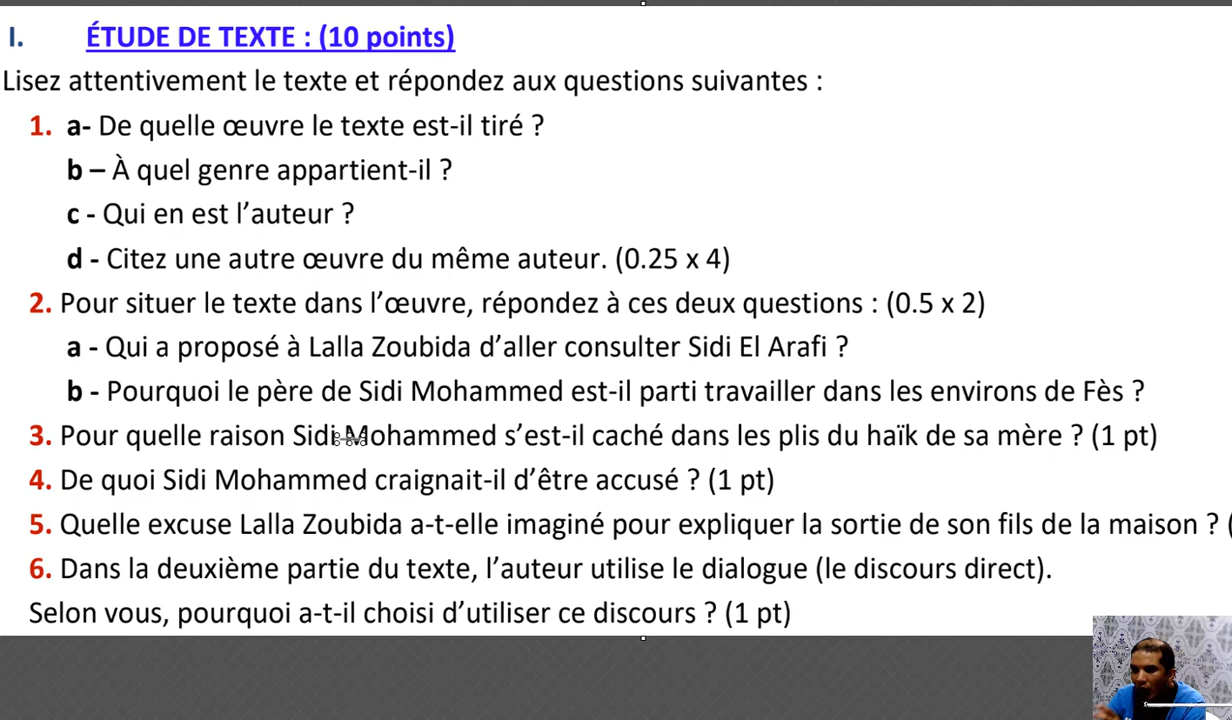 I. ÉTUDE DE TEXTE : (10 points)
Lisez attentivement le texte et répondez aux questions suivantes :
1. a- De quelle œuvre le texte est-il tiré ?
b – À quel genre appartient-il ?
c - Qui en est l’auteur ?
d - Citez une autre œuvre du même auteur. (0.25 x 4)
2. Pour situer le texte dans l’œuvre, répondez à ces deux questions : (0.5 x 2)
a - Qui a proposé à Lalla Zoubida d’aller consulter Sidi El Arafi ?
b - Pourquoi le père de Sidi Mohammed est-il parti travailler dans les environs de Fès ?
3. Pour quelle raison Sidi Mohammed s’est-il caché dans les plis du haïk de sa mère ? (1 pt)
4. De quoi Sidi Mohammed craignait-il d’être accusé ? (1 pt)
5. Quelle excuse Lalla Zoubida a-t-elle imaginé pour expliquer la sortie de son fils de la maison ? (
6. Dans la deuxième partie du texte, l’auteur utilise le dialogue (le discours direct).
Selon vous, pourquoi a-t-il choisi d’utiliser ce discours ? (1 pt)